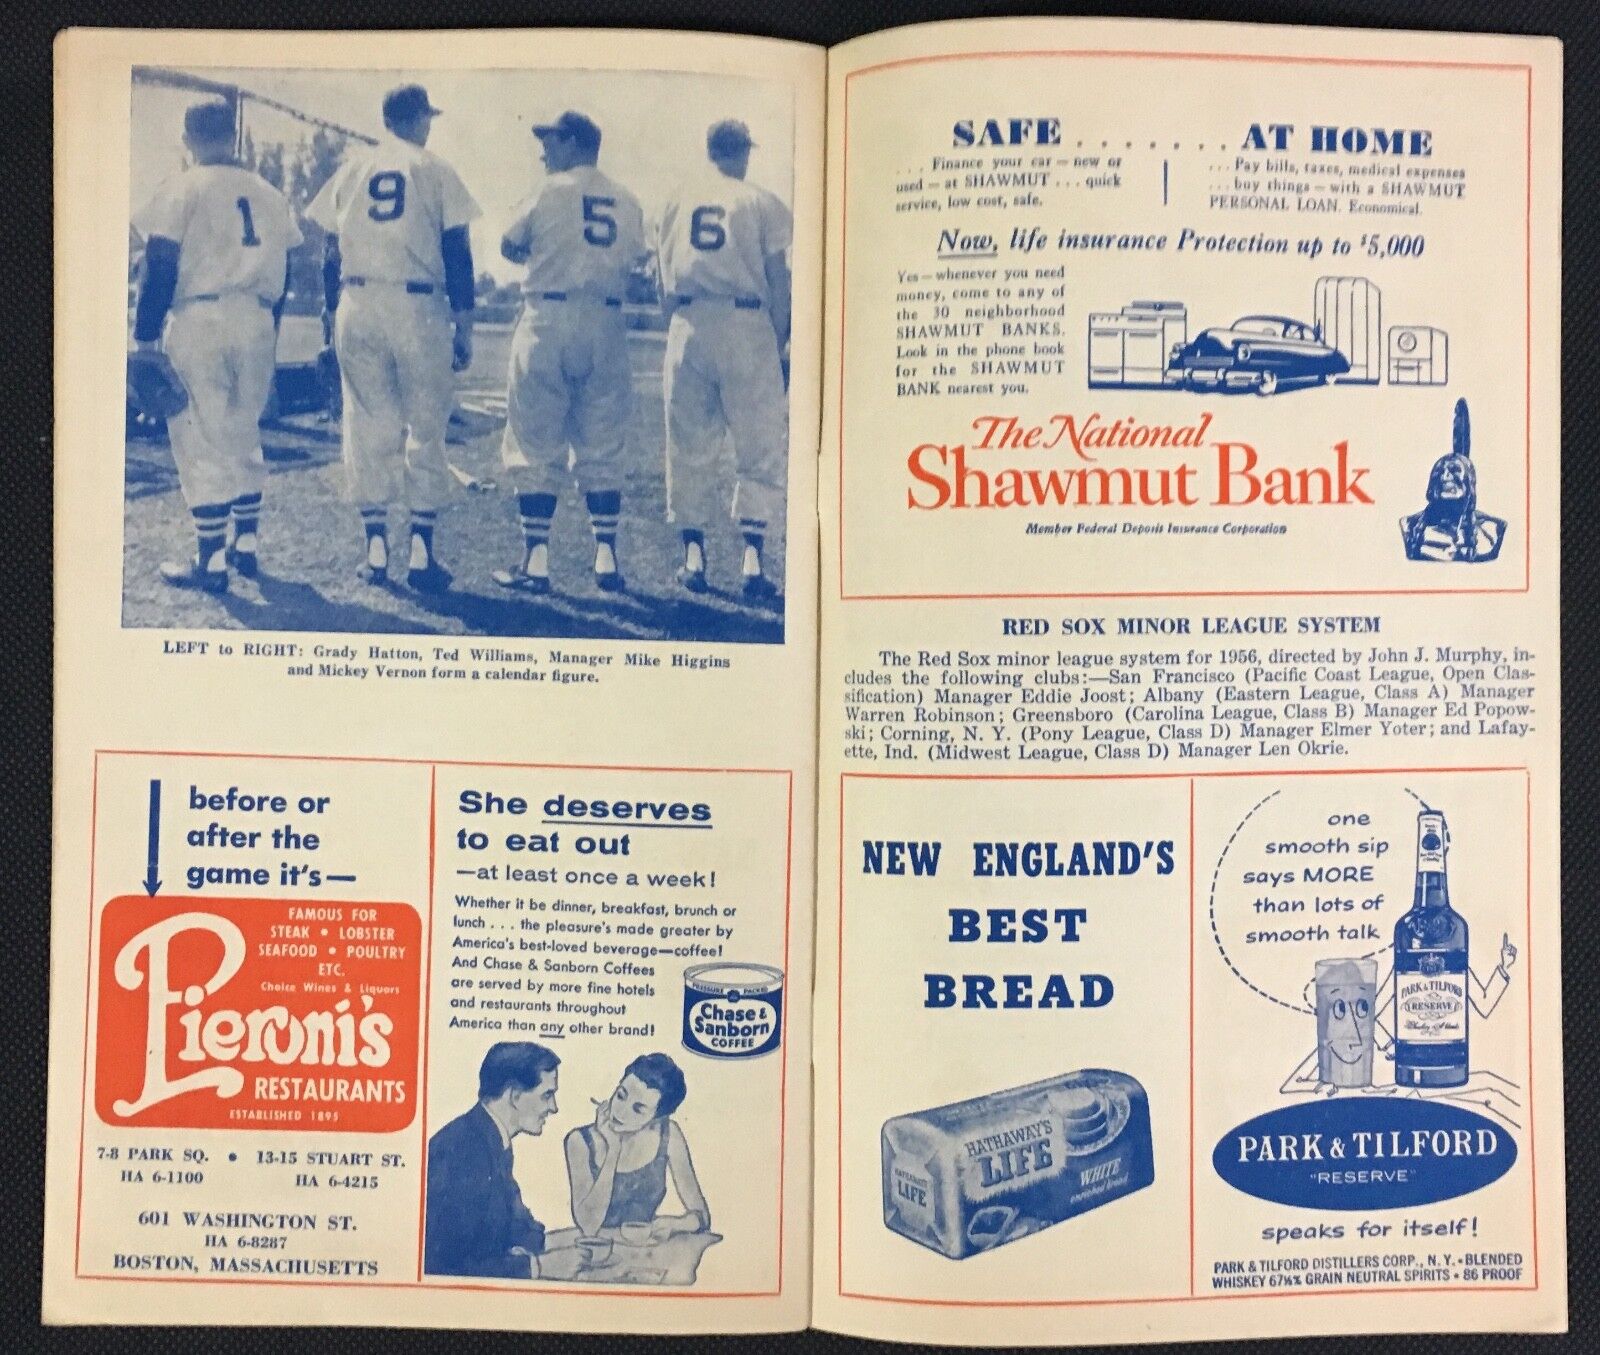 1 9 5 6
LEFT to RIGHT: Grady Hatton, Ted Williams, Manager Mike Higgins
and Mickey Vernon form a calendar figure.
before or
after the
game it's—
FAMOUS FOR
STEAK • LOBSTER
SEAFOOD • POULTRY
ETC.
Choice Wines & Liquors
Pieroni's
RESTAURANTS
ESTABLISHED 1895
7-8 PARK SQ. • 13-15 STUART ST.
HA 6-1100 HA 6-4215
601 WASHINGTON ST.
HA 6-8287
BOSTON, MASSACHUSETTS
She deserves
to eat out
—at least once a week!
Whether it be dinner, breakfast, brunch or
lunch . . . the pleasure's made greater by
America's best-loved beverage—coffee!
And Chase & Sanborn Coffees
are served by more fine hotels
and restaurants throughout
America than any other brand!
PRESSURE PACKED
Chase &
Sanborn
COFFEE
SAFE . . . . . . . AT HOME
. . . Finance your car — new or
used — at SHAWMUT . . . quick
service, low cost, safe.
. . . Pay bills, taxes, medical expenses
. . . buy things — with a SHAWMUT
PERSONAL LOAN. Economical.
Now, life insurance Protection up to $5,000
Yes — whenever you need
money, come to any of
the 30 neighborhood
SHAWMUT BANKS.
Look in the phone book
for the SHAWMUT
BANK nearest you.
The National
Shawmut Bank
Member Federal Deposit Insurance Corporation
RED SOX MINOR LEAGUE SYSTEM
The Red Sox minor league system for 1956, directed by John J. Murphy, in-
cludes the following clubs:—San Francisco (Pacific Coast League, Open Clas-
sification) Manager Eddie Joost; Albany (Eastern League, Class A) Manager
Warren Robinson; Greensboro (Carolina League, Class B) Manager Ed Popow-
ski; Corning, N. Y. (Pony League, Class D) Manager Elmer Yoter; and Lafay-
ette, Ind. (Midwest League, Class D) Manager Len Okrie.
NEW ENGLAND'S
BEST
BREAD
HATHAWAY'S
LIFE
WHITE
enriched bread
HATHAWAY'S
LIFE
one
smooth sip
says MORE
than lots of
smooth talk
PARK & TILFORD
RESERVE
PARK & TILFORD
"RESERVE"
speaks for itself!
PARK & TILFORD DISTILLERS CORP., N. Y. • BLENDED
WHISKEY 67½% GRAIN NEUTRAL SPIRITS • 86 PROOF